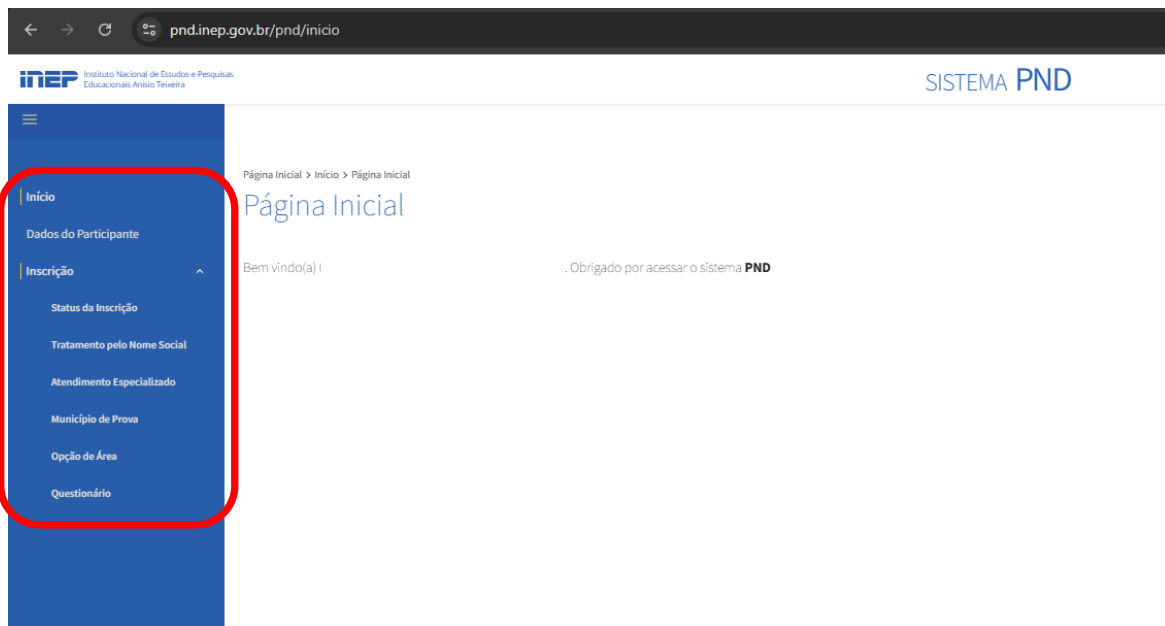 pnd.inep.gov.br/pnd/inicio
inep Instituto Nacional de Estudos e Pesquisas
Educacionais Anísio Teixeira
SISTEMA PND
Início
Dados do Participante
Inscrição
Status da Inscrição
Tratamento pelo Nome Social
Atendimento Especializado
Município de Prova
Opção de Área
Questionário
Página Inicial > Início > Página Inicial
Página Inicial
Bem vindo(a) . Obrigado por acessar o sistema PND